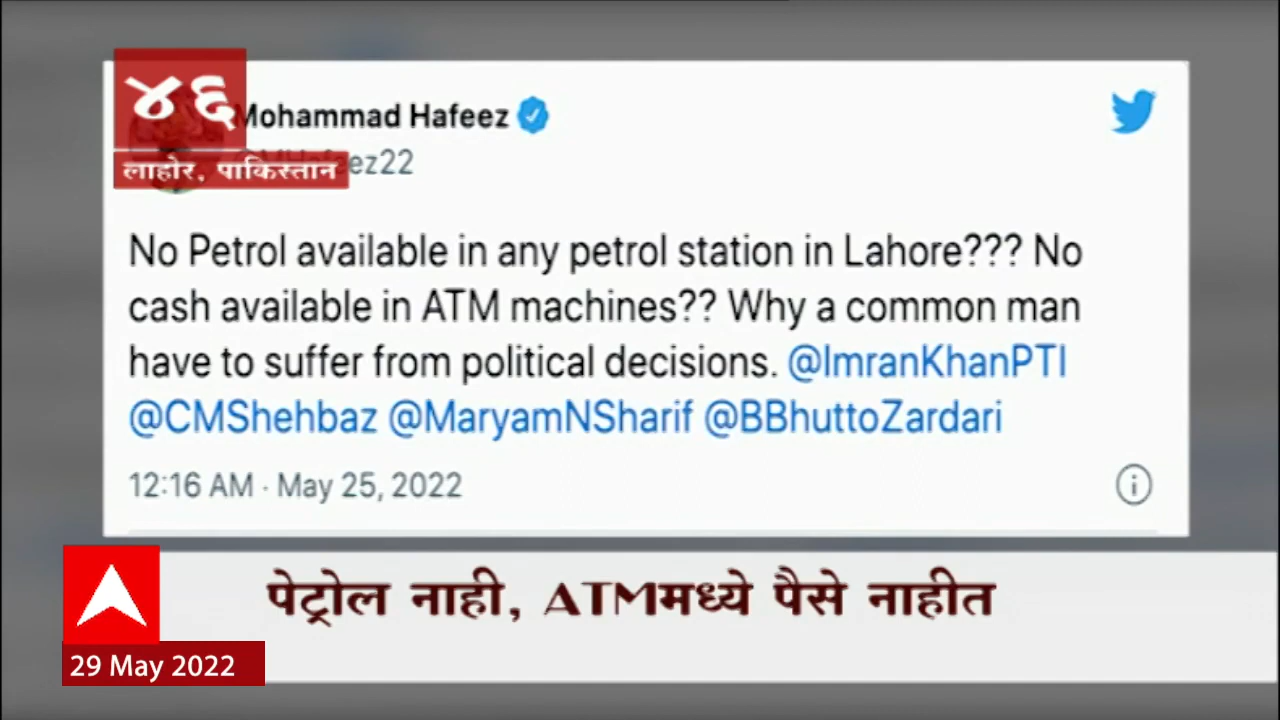 ४६
लाहोर, पाकिस्तान
Mohammad Hafeez
ez22
No Petrol available in any petrol station in Lahore??? No
cash available in ATM machines?? Why a common man
have to suffer from political decisions. @ImranKhanPTI
@CMShehbaz @MaryamNSharif @BBhuttoZardari
12:16 AM · May 25, 2022
पेट्रोल नाही, ATMमध्ये पैसे नाहीत
29 May 2022